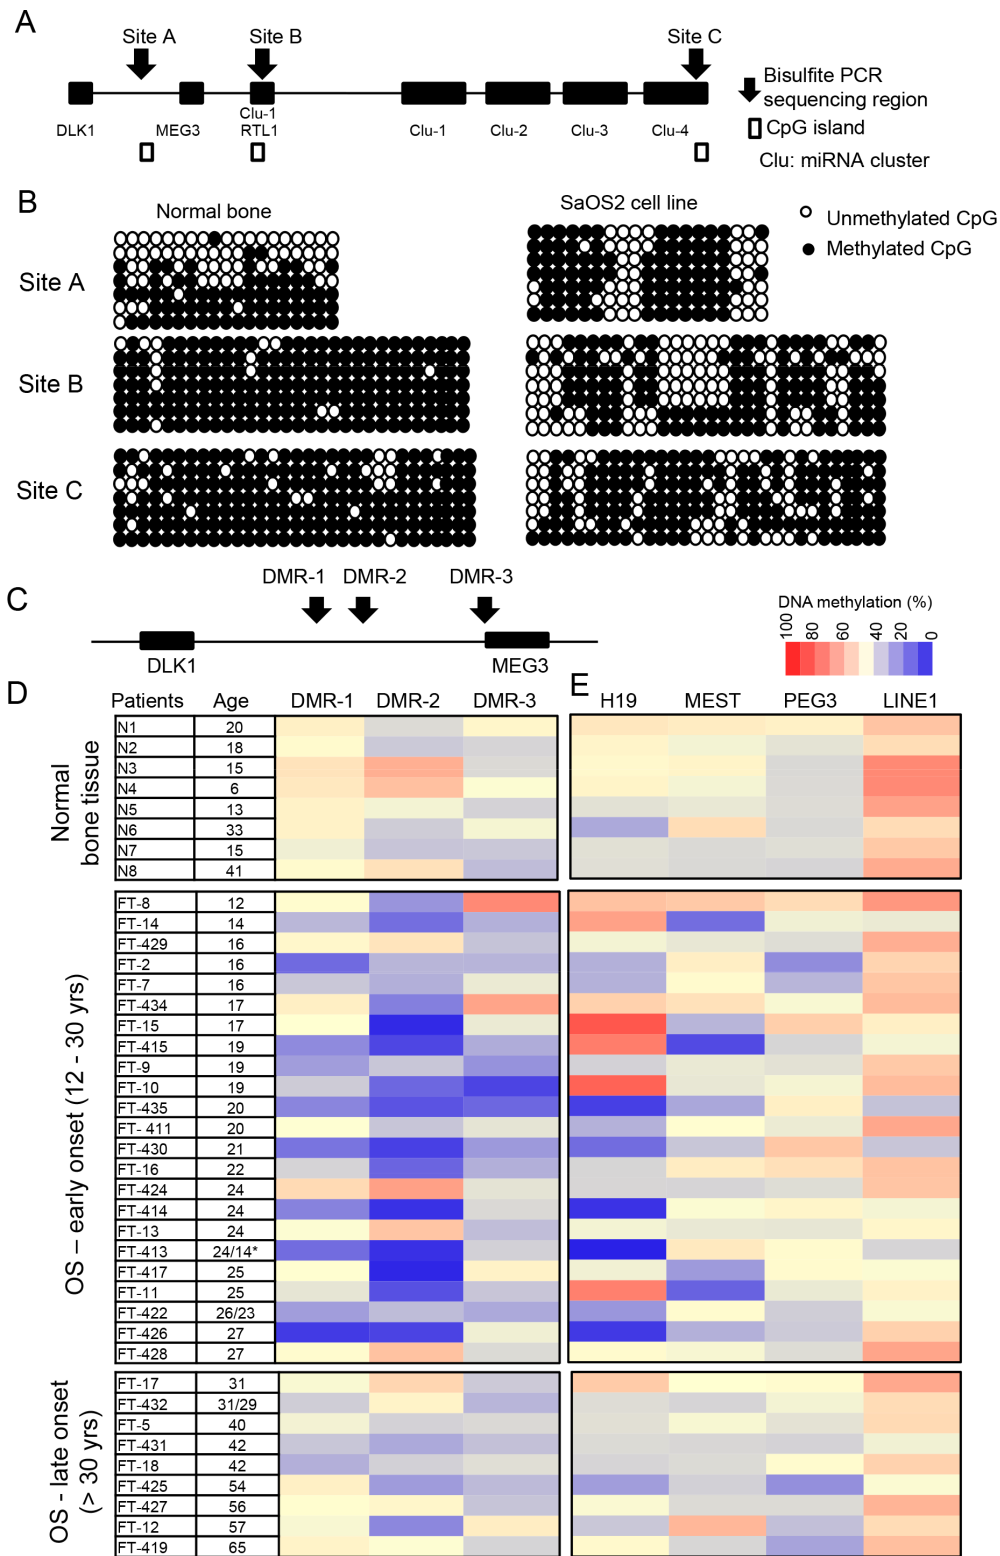 A
Site A
Site B
Site C
Bisulfite PCR
sequencing region
DLK1
MEG3
Clu-1
RTL1
Clu-1
Clu-2
Clu-3
Clu-4
CpG island
Clu: miRNA cluster
B
Normal bone
SaOS2 cell line
Unmethylated CpG
Methylated CpG
Site A
Site B
Site C
C
DMR-1
DMR-2
DMR-3
DLK1
MEG3
DNA methylation (%)
100
80
60
40
20
0
D
Patients Age DMR-1 DMR-2 DMR-3
E
H19 MEST PEG3 LINE1
Normal
bone tissue
N1 20
N2 18
N3 15
N4 6
N5 13
N6 33
N7 15
N8 41
OS – early onset (12 - 30 yrs)
FT-8 12
FT-14 14
FT-429 16
FT-2 16
FT-7 16
FT-434 17
FT-15 17
FT-415 19
FT-9 19
FT-10 19
FT-435 20
FT- 411 20
FT-430 21
FT-16 22
FT-424 24
FT-414 24
FT-13 24
FT-413 24/14*
FT-417 25
FT-11 25
FT-422 26/23
FT-426 27
FT-428 27
OS - late onset
(> 30 yrs)
FT-17 31
FT-432 31/29
FT-5 40
FT-431 42
FT-18 42
FT-425 54
FT-427 56
FT-12 57
FT-419 65